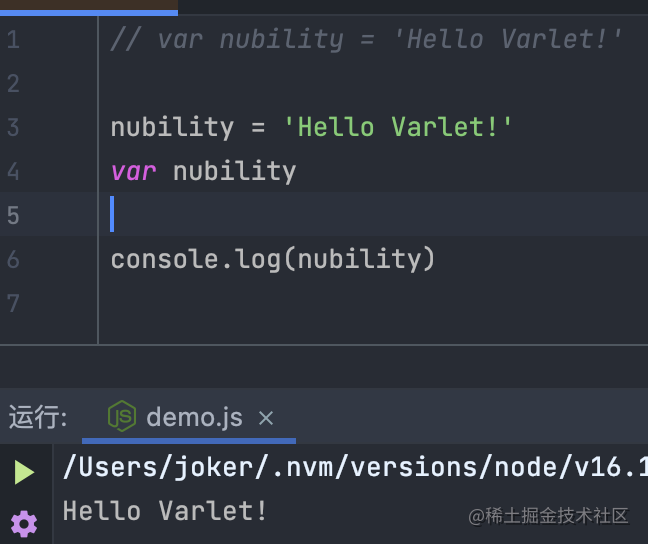 1 // var nubility = 'Hello Varlet!'
2
3 nubility = 'Hello Varlet!'
4 var nubility
5
6 console.log(nubility)
7
运行: JS demo.js ×
/Users/joker/.nvm/versions/node/v16.1
Hello Varlet!
@稀土掘金技术社区